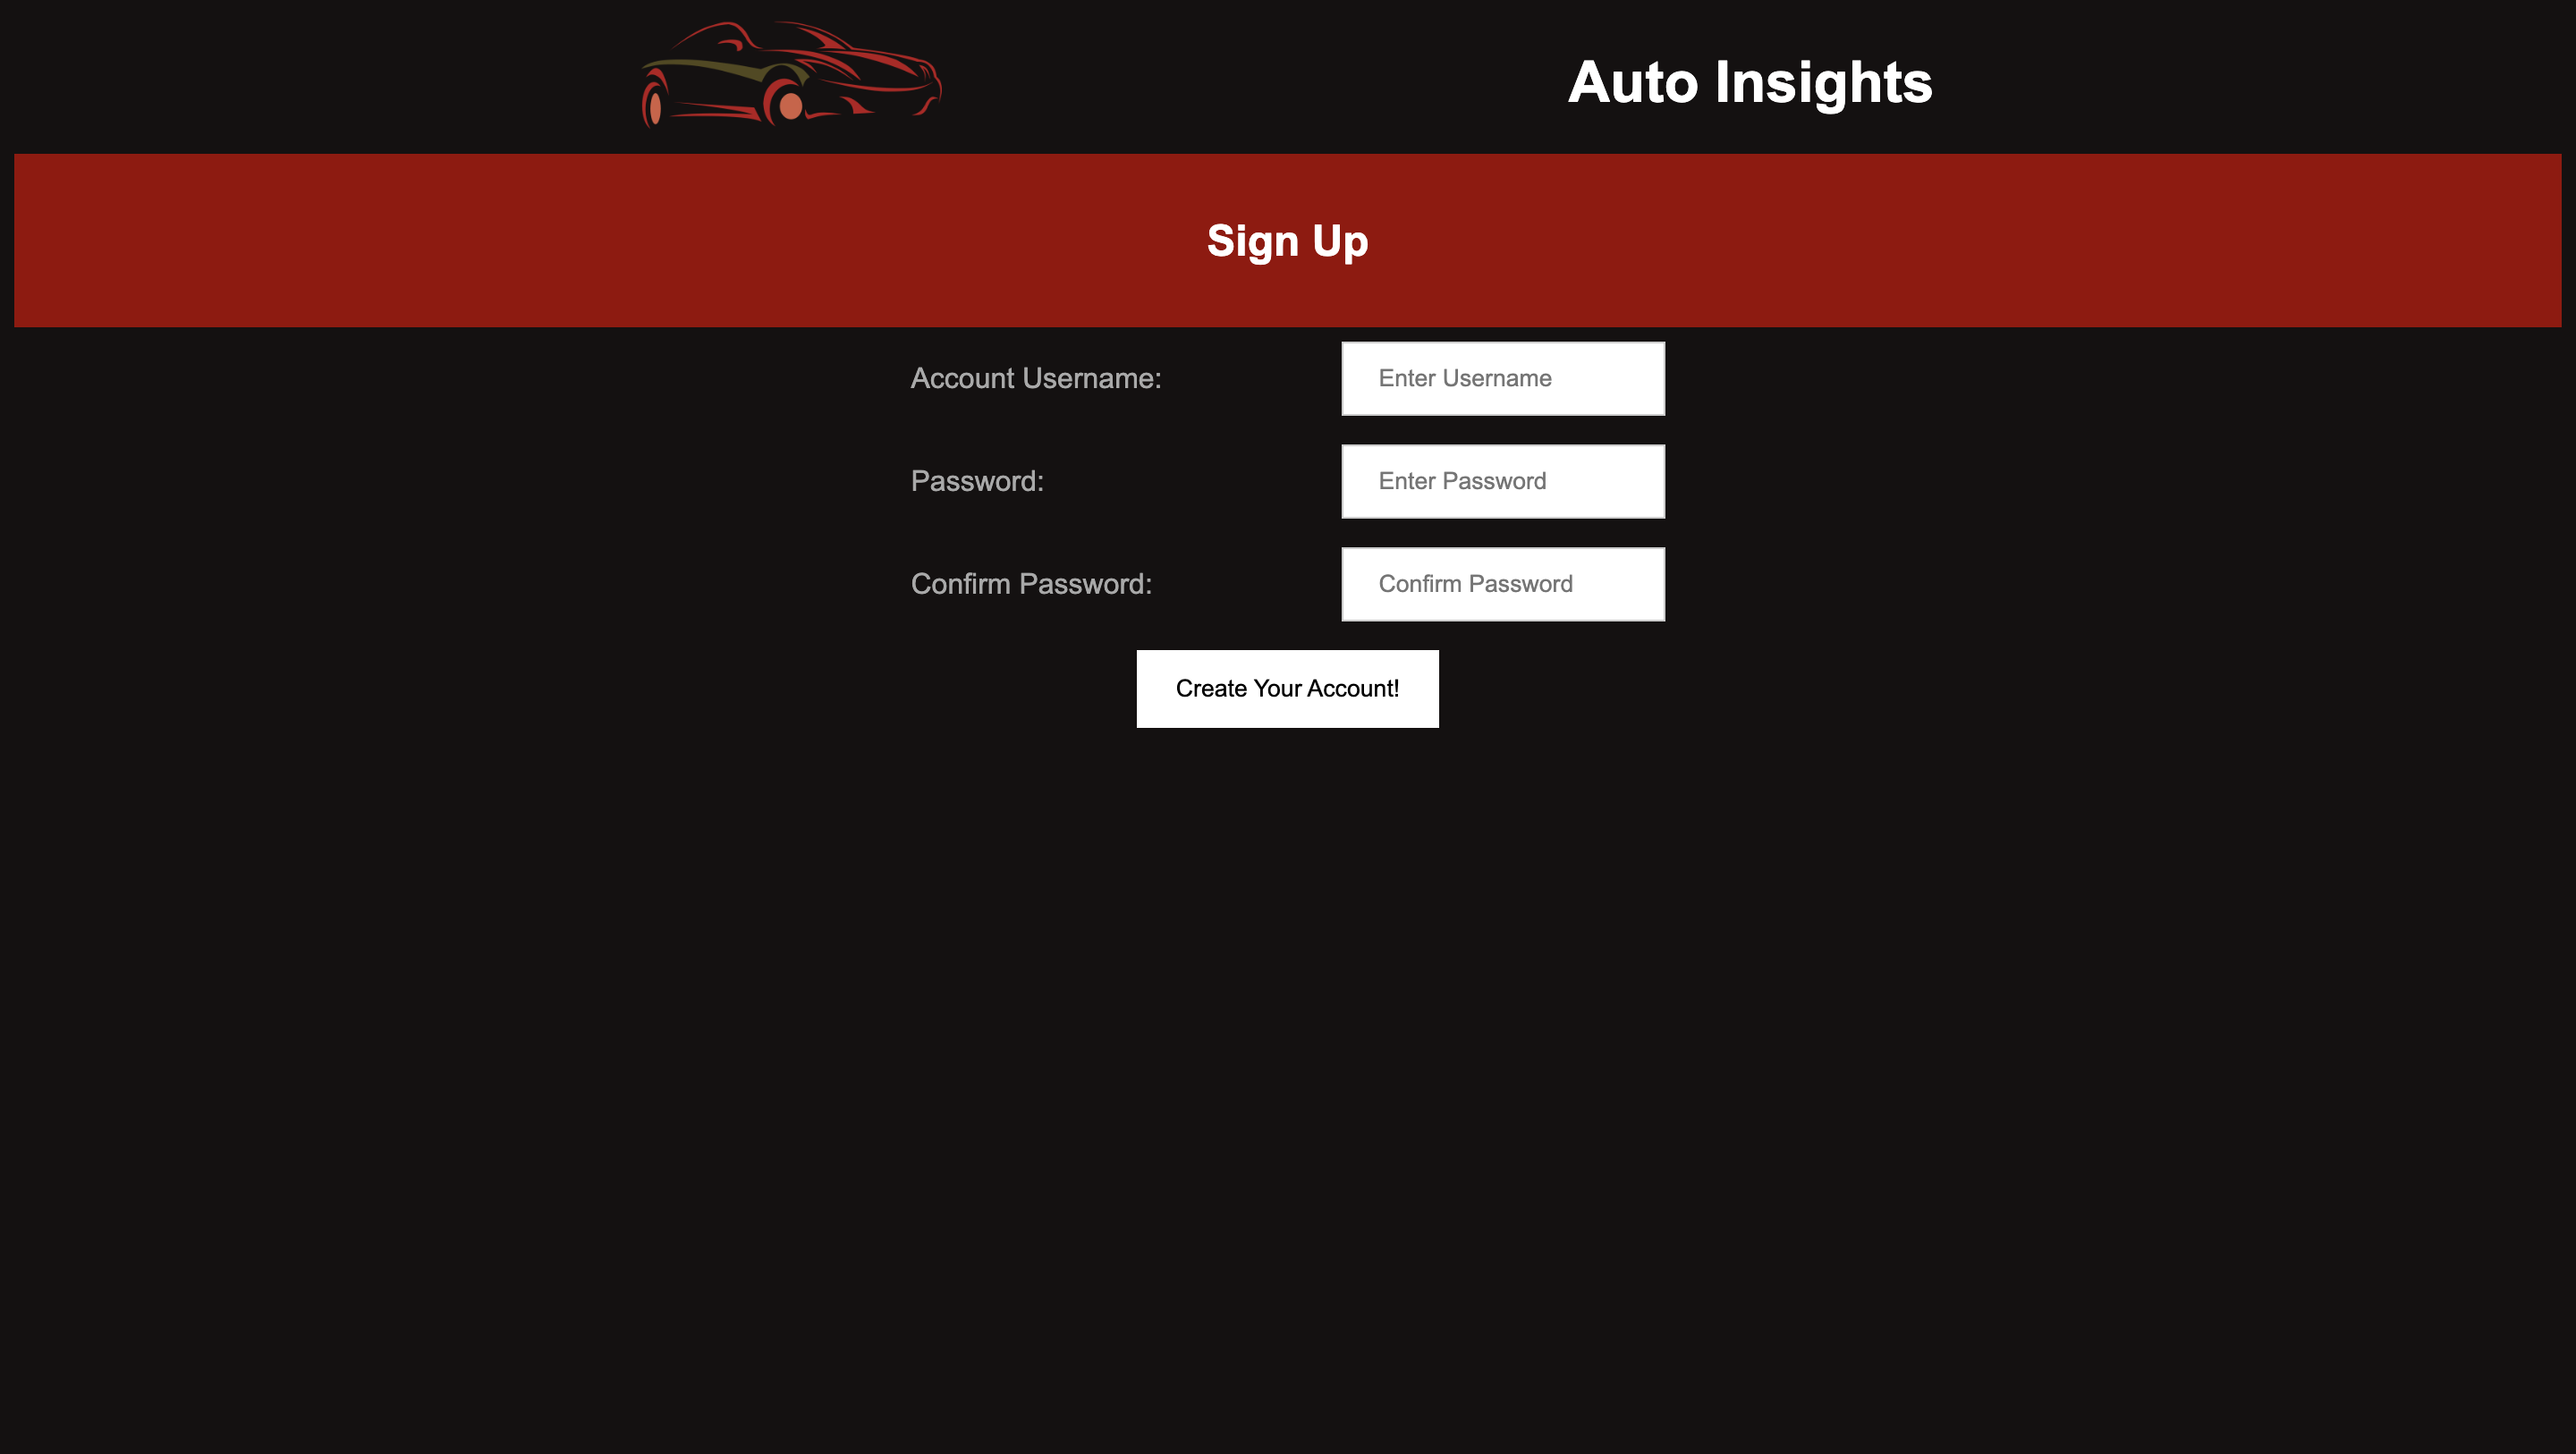 Auto Insights
Sign Up
Account Username:
Enter Username
Password:
Enter Password
Confirm Password:
Confirm Password
Create Your Account!